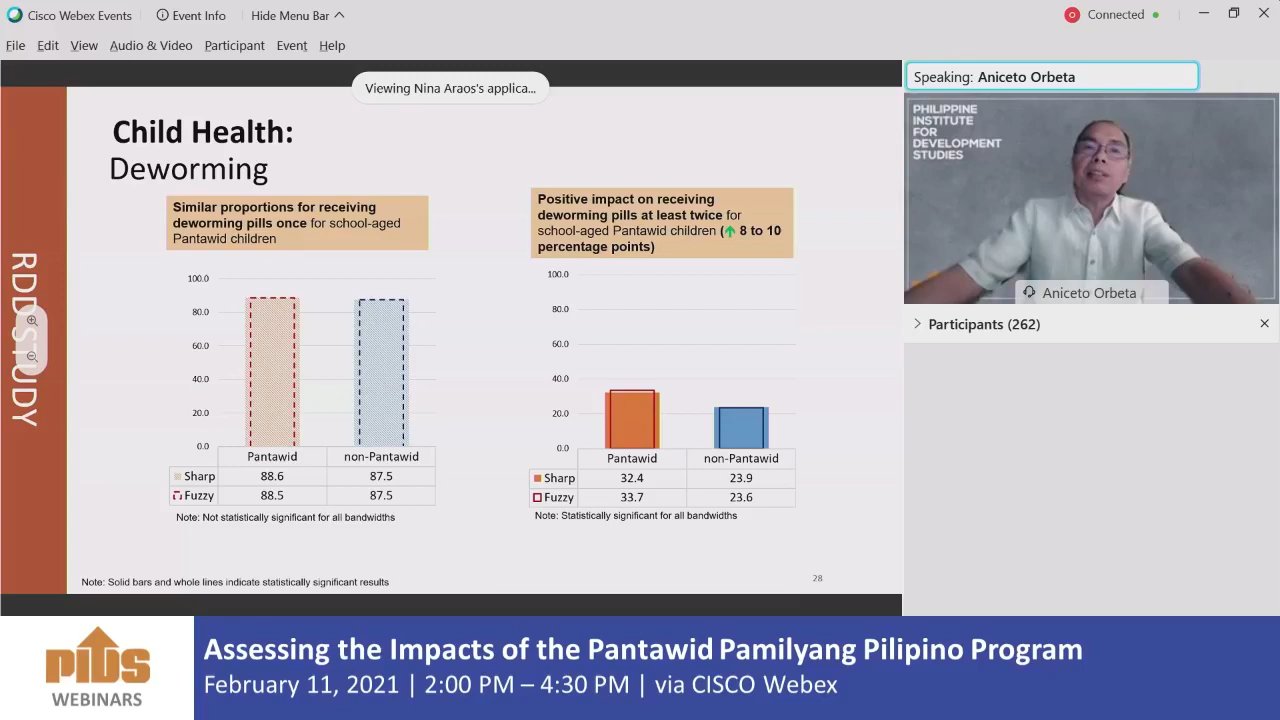 Cisco Webex Events
Event Info
Hide Menu Bar
Connected
File Edit View Audio & Video Participant Event Help
Viewing Nina Araos's applica...
Speaking: Aniceto Orbeta
PHILIPPINE
INSTITUTE
FOR
DEVELOPMENT
STUDIES
Aniceto Orbeta
Participants (262)
RDD STUDY
Child Health:
Deworming
Similar proportions for receiving
deworming pills once for school-aged
Pantawid children
100.0
80.0
60.0
40.0
20.0
0.0
Pantawid non-Pantawid
Sharp 88.6 87.5
Fuzzy 88.5 87.5
Note: Not statistically significant for all bandwidths
Positive impact on receiving
deworming pills at least twice for
school-aged Pantawid children (↑ 8 to 10
percentage points)
100.0
80.0
60.0
40.0
20.0
0.0
Pantawid non-Pantawid
Sharp 32.4 23.9
Fuzzy 33.7 23.6
Note: Statistically significant for all bandwidths
Note: Solid bars and whole lines indicate statistically significant results
28
PIDS
WEBINARS
Assessing the Impacts of the Pantawid Pamilyang Pilipino Program
February 11, 2021 | 2:00 PM – 4:30 PM | via CISCO Webex